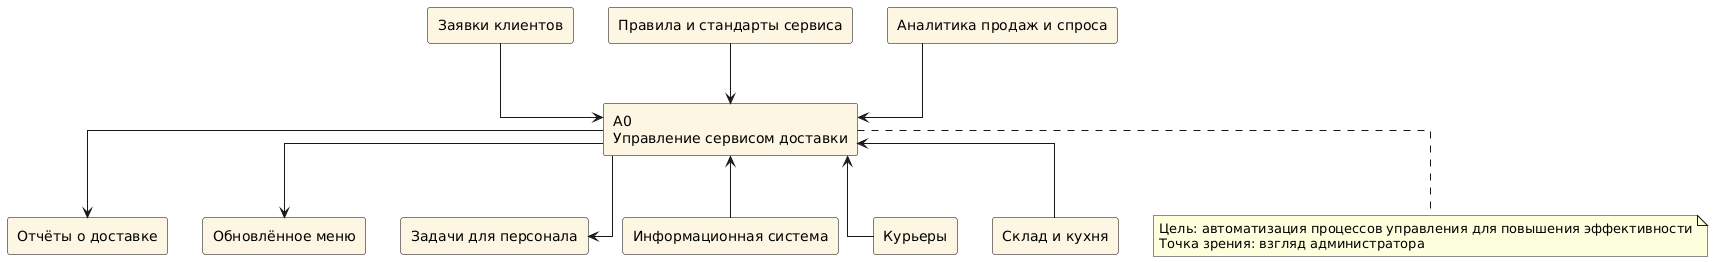 Заявки клиентов
Правила и стандарты сервиса
Аналитика продаж и спроса
A0
Управление сервисом доставки
Отчёты о доставке
Обновлённое меню
Задачи для персонала
Информационная система
Курьеры
Склад и кухня
Цель: автоматизация процессов управления для повышения эффективности
Точка зрения: взгляд администратора